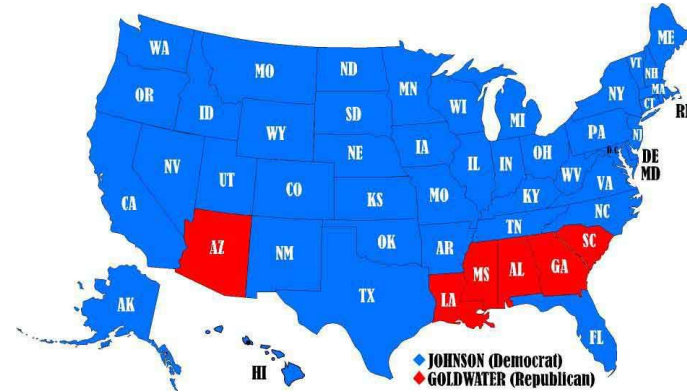 WA
MO
ND
MN
ME
VT
NH
MA
CT
RI
NY
OR
ID
SD
WI
MI
WY
NE
IA
PA
NJ
D.C.
DE
MD
NV
UT
CO
KS
MO
IL
IN
OH
WV
VA
KY
CA
NC
TN
AZ
NM
OK
AR
SC
MS
AL
GA
LA
TX
AK
FL
HI
JOHNSON (Democrat)
GOLDWATER (Republican)